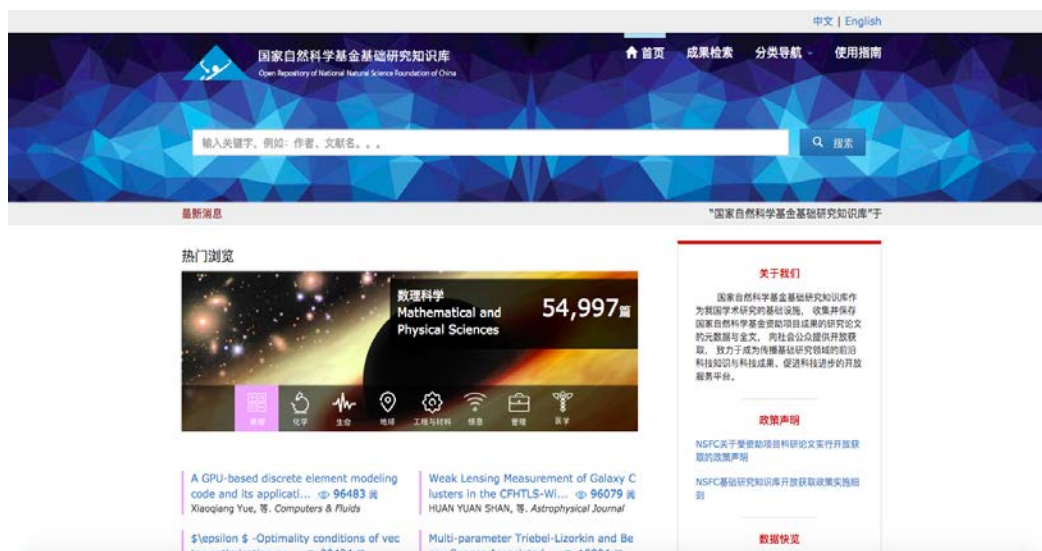 中文 | English
国家自然科学基金基础研究知识库
Open Repository of National Natural Science Foundation of China
首页 成果检索 分类导航 使用指南
输入关键字，例如：作者、文献名。。。
搜索
最新消息
"国家自然科学基金基础研究知识库"于
热门浏览
数理科学
Mathematical and
Physical Sciences
54,997篇
数理 化学 生命 地球 工程与材料 信息 管理 医学
A GPU-based discrete element modeling
code and its applicati... 96483 阅
Xiaoqiang Yue, 等. Computers & Fluids
Weak Lensing Measurement of Galaxy C
lusters in the CFHTLS-Wi... 96079 阅
HUAN YUAN SHAN, 等. Astrophysical Journal
$\epsilon $ -Optimality conditions of vec
Multi-parameter Triebel-Lizorkin and Be
关于我们
国家自然科学基金基础研究知识库作
为我国学术研究的基础设施， 收集并保存
国家自然科学基金资助项目成果的研究论文
的元数据与全文， 向社会公众提供开放获
取， 致力于成为传播基础研究领域的前沿
科技知识与科技成果、促进科技进步的开放
服务平台。
政策声明
NSFC关于受资助项目科研论文实行开放获
取的政策声明
NSFC基础研究知识库开放获取政策实施细
则
数据快览